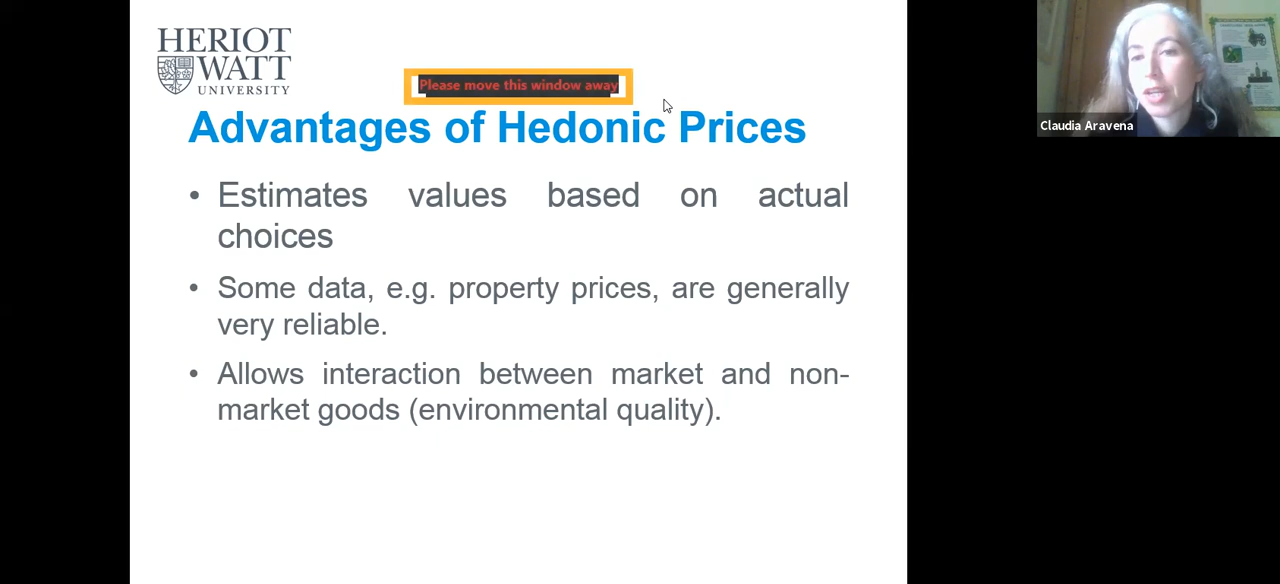 HERIOT
WATT
UNIVERSITY
Please move this window away
Advantages of Hedonic Prices
• Estimates values based on actual
choices
• Some data, e.g. property prices, are generally
very reliable.
• Allows interaction between market and non-
market goods (environmental quality).
Claudia Aravena